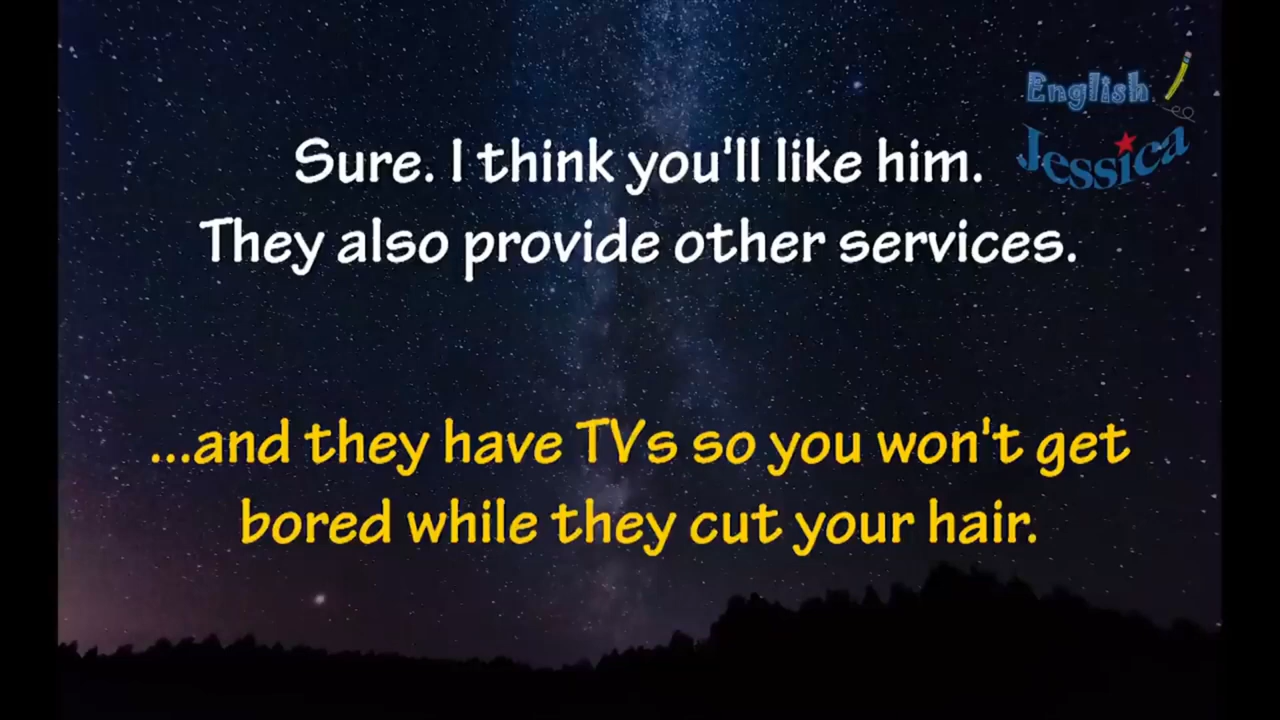 English
Jessica
Sure. I think you'll like him.
They also provide other services.
...and they have TVs so you won't get
bored while they cut your hair.